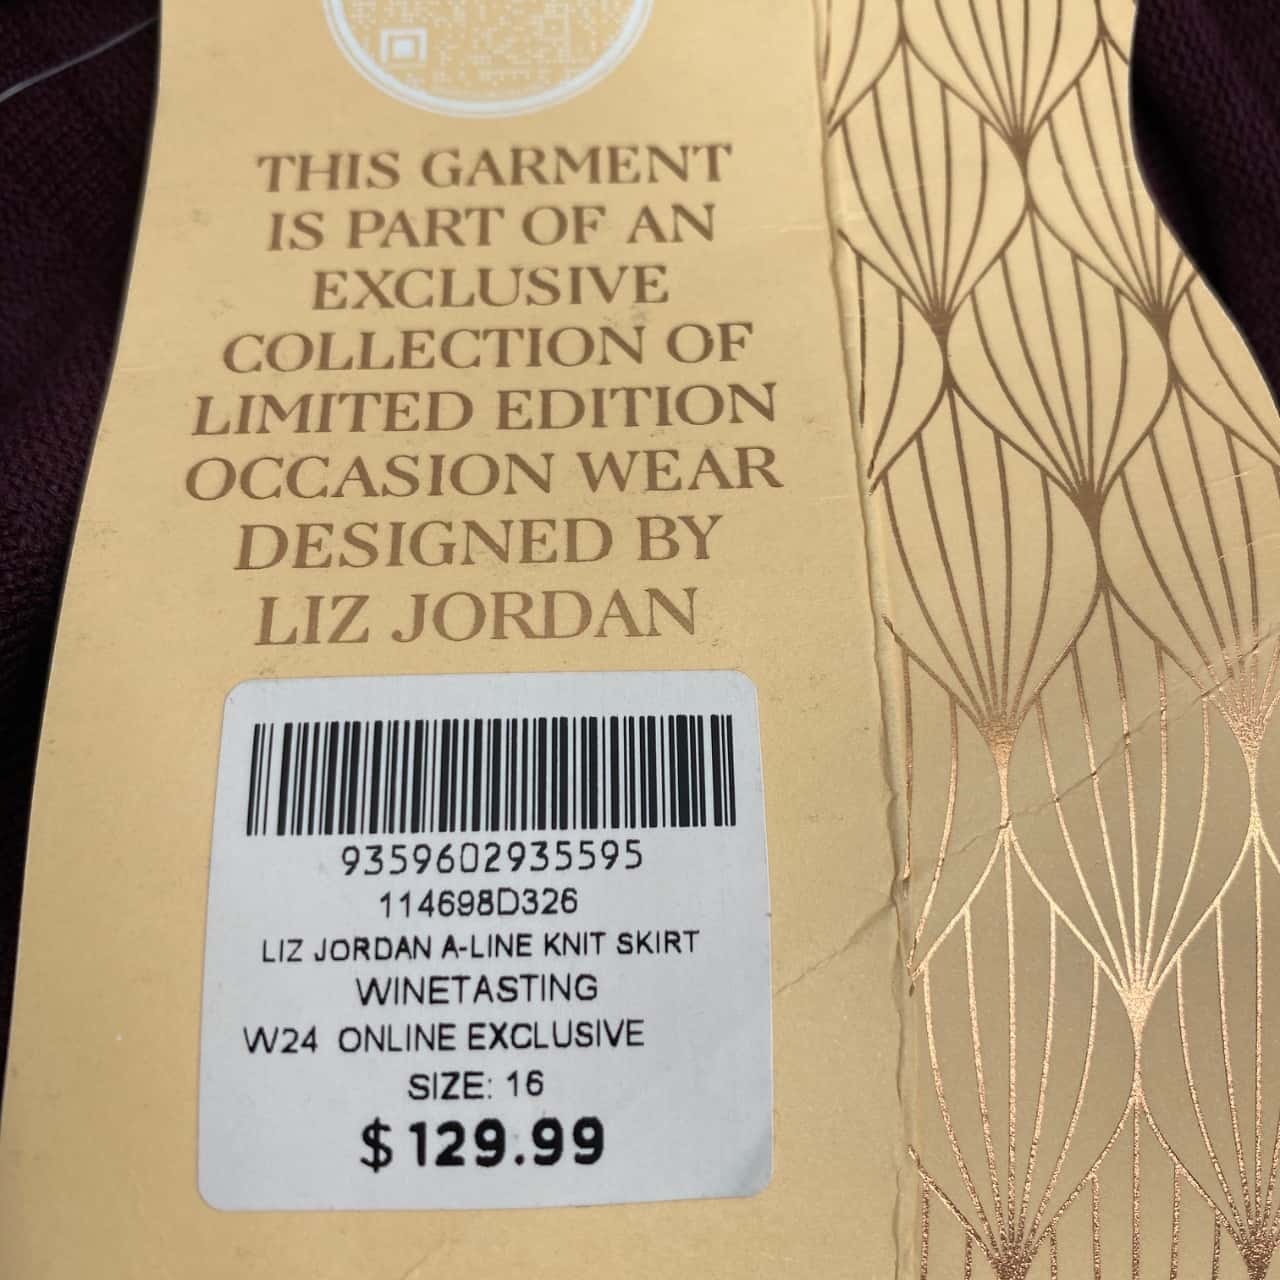 THIS GARMENT
IS PART OF AN
EXCLUSIVE
COLLECTION OF
LIMITED EDITION
OCCASION WEAR
DESIGNED BY
LIZ JORDAN
9359602935595
114698D326
LIZ JORDAN A-LINE KNIT SKIRT
WINETASTING
W24 ONLINE EXCLUSIVE
SIZE: 16
$129.99